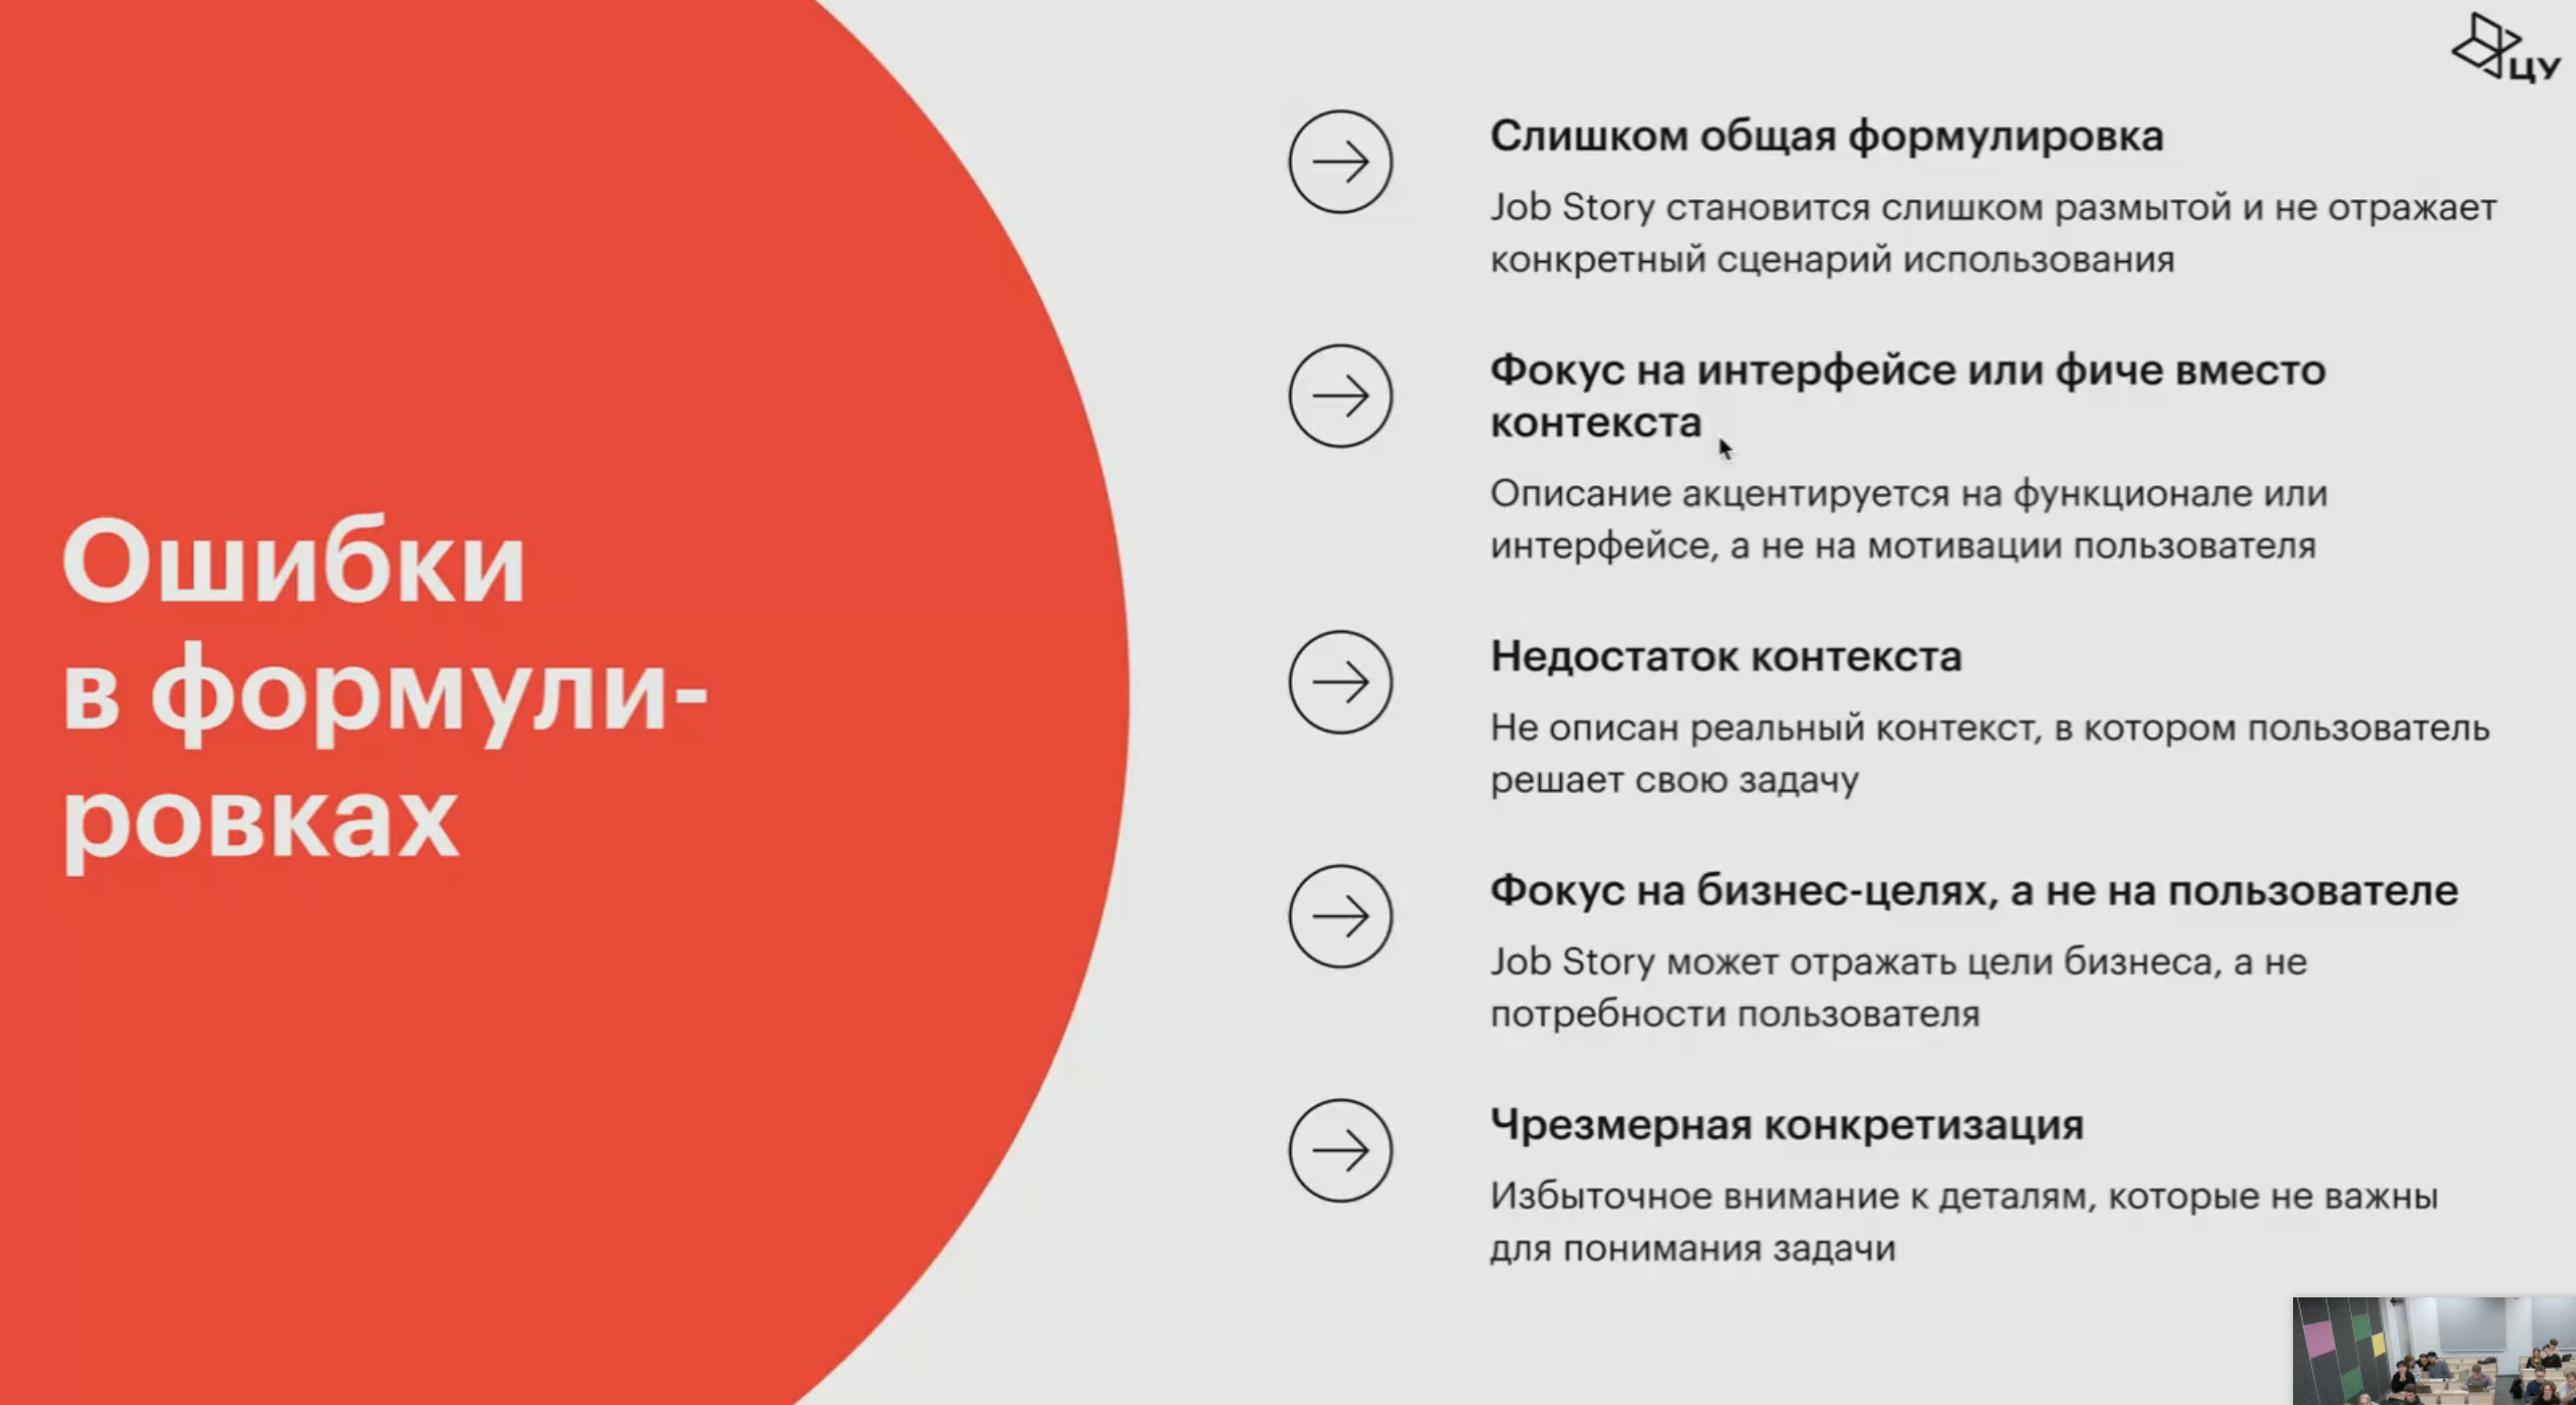 ЦУ
Ошибки
в формули-
ровках
Слишком общая формулировка
Job Story становится слишком размытой и не отражает
конкретный сценарий использования
Фокус на интерфейсе или фиче вместо
контекста
Описание акцентируется на функционале или
интерфейсе, а не на мотивации пользователя
Недостаток контекста
Не описан реальный контекст, в котором пользователь
решает свою задачу
Фокус на бизнес-целях, а не на пользователе
Job Story может отражать цели бизнеса, а не
потребности пользователя
Чрезмерная конкретизация
Избыточное внимание к деталям, которые не важны
для понимания задачи